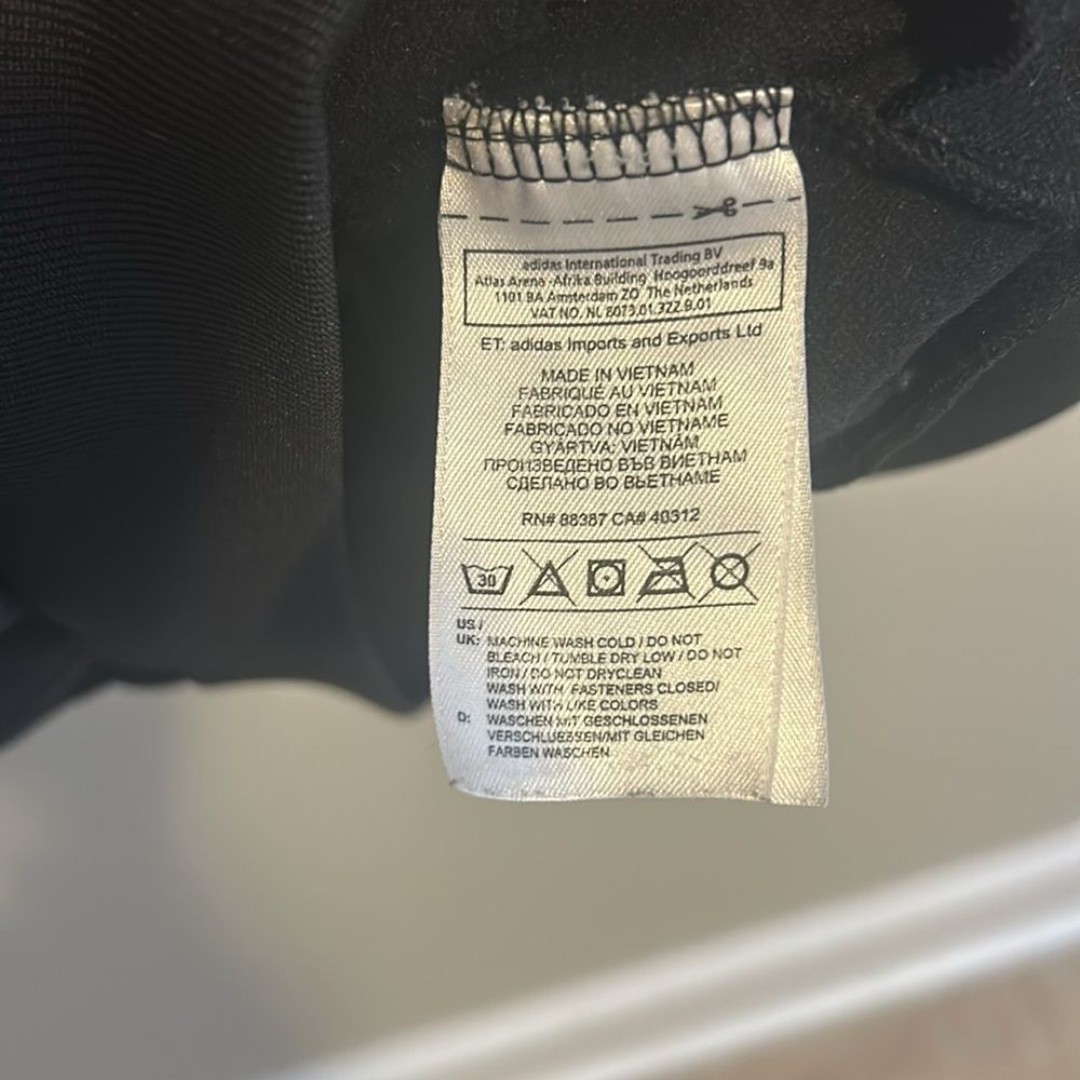 adidas International Trading BV
Atlas Arena -Afrika Building Hoogoorddreef 9a
1101 BA Amsterdam ZO The Netherlands
VAT NO. NL 8073.01.322.B.01
ET: adidas Imports and Exports Ltd
MADE IN VIETNAM
FABRIQUÉ AU VIETNAM
FABRICADO EN VIETNAM
FABRICADO NO VIETNAME
GYÁRTVA: VIETNÁM
ПРОИЗВЕДЕНО ВЪВ ВИЕТНАМ
СДЕЛАНО ВО ВЬЕТНАМЕ
RN# 88387 CA# 40312
30
US /
UK: MACHINE WASH COLD / DO NOT
BLEACH / TUMBLE DRY LOW / DO NOT
IRON / DO NOT DRYCLEAN
WASH WITH FASTENERS CLOSED/
WASH WITH LIKE COLORS
D: WASCHEN MIT GESCHLOSSENEN
VERSCHLUESSEN/MIT GLEICHEN
FARBEN WASCHEN